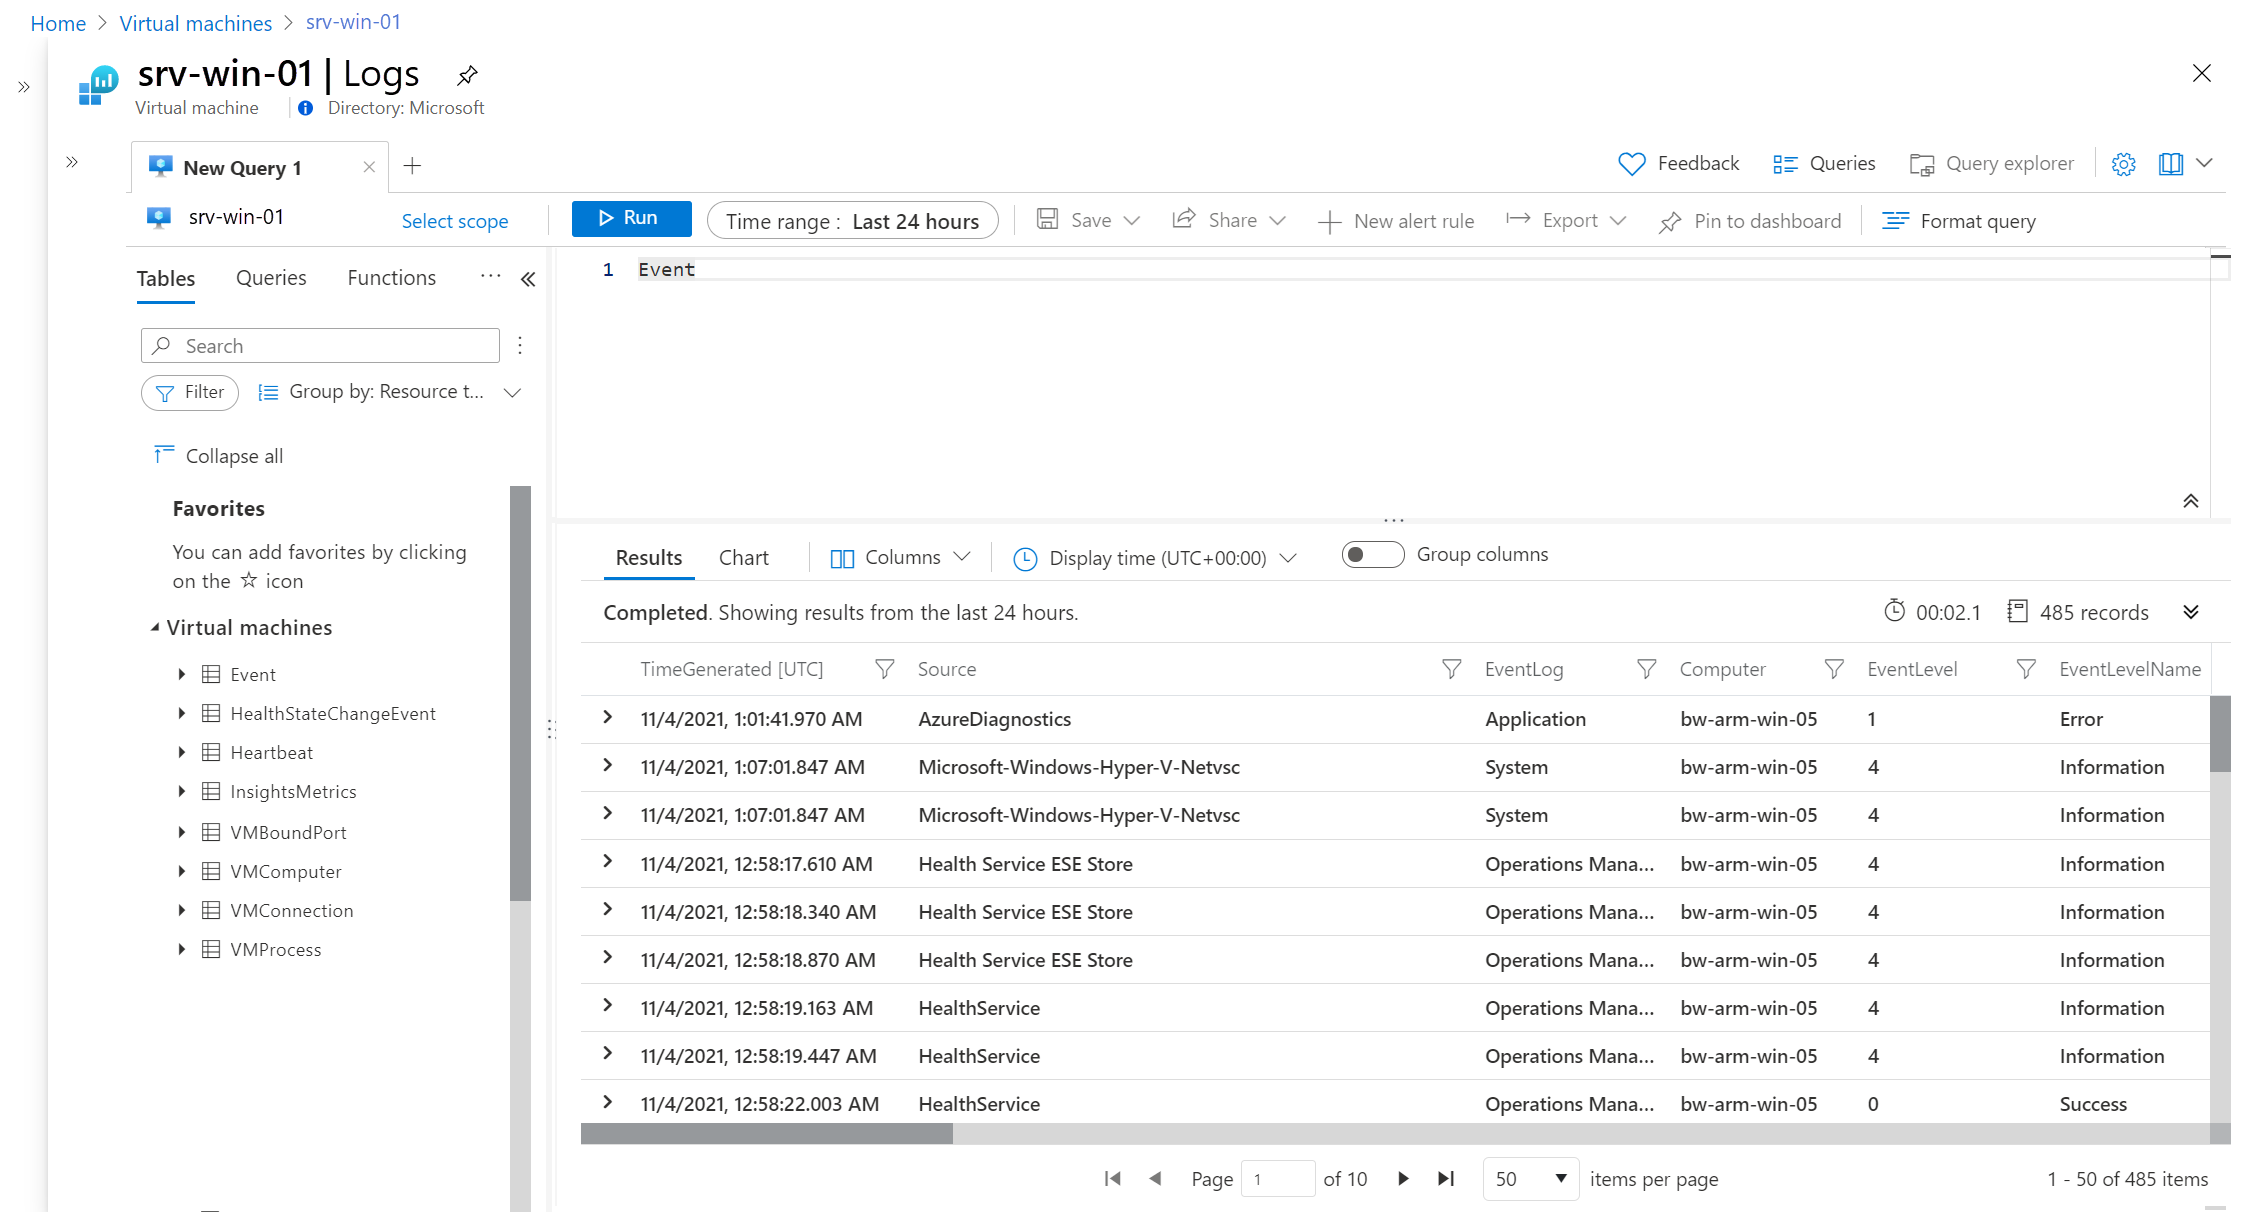 Home > Virtual machines > srv-win-01
srv-win-01 | Logs
Virtual machine | Directory: Microsoft
New Query 1
Feedback Queries Query explorer
srv-win-01 Select scope Run Time range : Last 24 hours Save Share New alert rule Export Pin to dashboard Format query
Tables Queries Functions ...
1 Event
Search
Filter Group by: Resource t...
Collapse all
Favorites
You can add favorites by clicking
on the ☆ icon
Virtual machines
Event
HealthStateChangeEvent
Heartbeat
InsightsMetrics
VMBoundPort
VMComputer
VMConnection
VMProcess
Results Chart Columns Display time (UTC+00:00) Group columns
Completed. Showing results from the last 24 hours. 00:02.1 485 records
TimeGenerated [UTC] Source EventLog Computer EventLevel EventLevelName
11/4/2021, 1:01:41.970 AM AzureDiagnostics Application bw-arm-win-05 1 Error
11/4/2021, 1:07:01.847 AM Microsoft-Windows-Hyper-V-Netvsc System bw-arm-win-05 4 Information
11/4/2021, 1:07:01.847 AM Microsoft-Windows-Hyper-V-Netvsc System bw-arm-win-05 4 Information
11/4/2021, 12:58:17.610 AM Health Service ESE Store Operations Mana... bw-arm-win-05 4 Information
11/4/2021, 12:58:18.340 AM Health Service ESE Store Operations Mana... bw-arm-win-05 4 Information
11/4/2021, 12:58:18.870 AM Health Service ESE Store Operations Mana... bw-arm-win-05 4 Information
11/4/2021, 12:58:19.163 AM HealthService Operations Mana... bw-arm-win-05 4 Information
11/4/2021, 12:58:19.447 AM HealthService Operations Mana... bw-arm-win-05 4 Information
11/4/2021, 12:58:22.003 AM HealthService Operations Mana... bw-arm-win-05 0 Success
Page 1 of 10 50 items per page 1 - 50 of 485 items